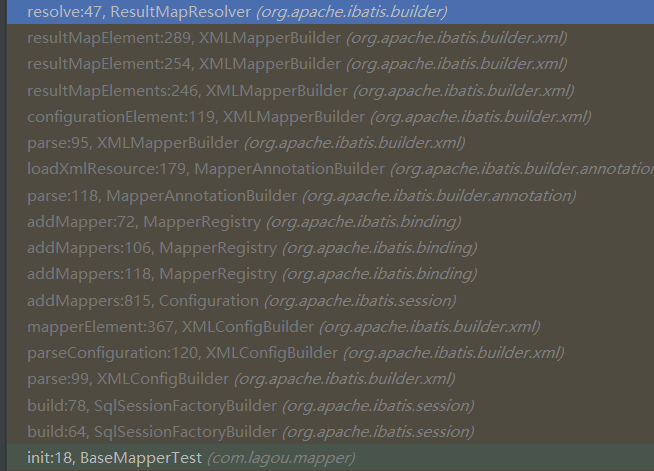 resolve:47, ResultMapResolver (org.apache.ibatis.builder)
resultMapElement:289, XMLMapperBuilder (org.apache.ibatis.builder.xml)
resultMapElement:254, XMLMapperBuilder (org.apache.ibatis.builder.xml)
resultMapElements:246, XMLMapperBuilder (org.apache.ibatis.builder.xml)
configurationElement:119, XMLMapperBuilder (org.apache.ibatis.builder.xml)
parse:95, XMLMapperBuilder (org.apache.ibatis.builder.xml)
loadXmlResource:179, MapperAnnotationBuilder (org.apache.ibatis.builder.annotation
parse:118, MapperAnnotationBuilder (org.apache.ibatis.builder.annotation)
addMapper:72, MapperRegistry (org.apache.ibatis.binding)
addMappers:106, MapperRegistry (org.apache.ibatis.binding)
addMappers:118, MapperRegistry (org.apache.ibatis.binding)
addMappers:815, Configuration (org.apache.ibatis.session)
mapperElement:367, XMLConfigBuilder (org.apache.ibatis.builder.xml)
parseConfiguration:120, XMLConfigBuilder (org.apache.ibatis.builder.xml)
parse:99, XMLConfigBuilder (org.apache.ibatis.builder.xml)
build:78, SqlSessionFactoryBuilder (org.apache.ibatis.session)
build:64, SqlSessionFactoryBuilder (org.apache.ibatis.session)
init:18, BaseMapperTest (com.lagou.mapper)